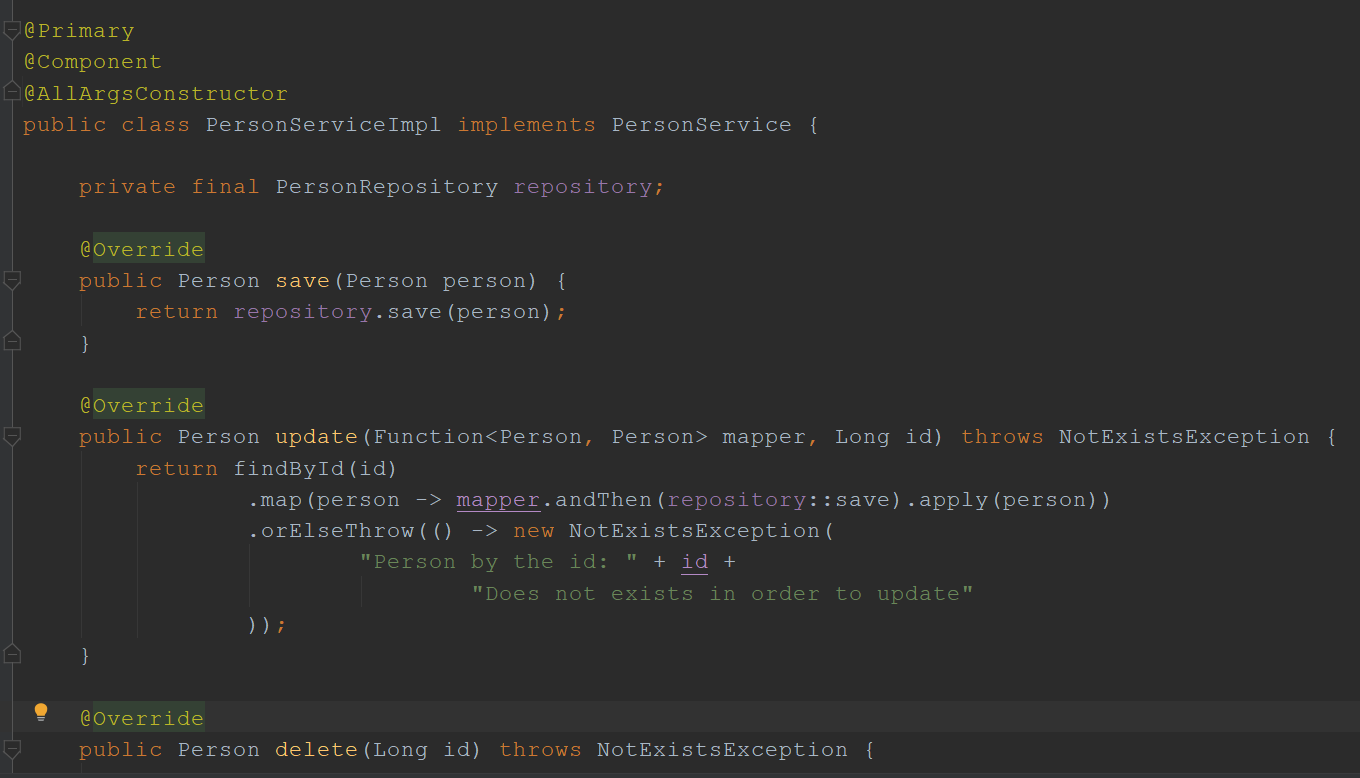 @Primary
@Component
@AllArgsConstructor
public class PersonServiceImpl implements PersonService {
private final PersonRepository repository;
@Override
public Person save(Person person) {
return repository.save(person);
}
@Override
public Person update(Function<Person, Person> mapper, Long id) throws NotExistsException {
return findById(id)
.map(person -> mapper.andThen(repository::save).apply(person))
.orElseThrow(() -> new NotExistsException(
"Person by the id: " + id +
"Does not exists in order to update"
));
}
@Override
public Person delete(Long id) throws NotExistsException {